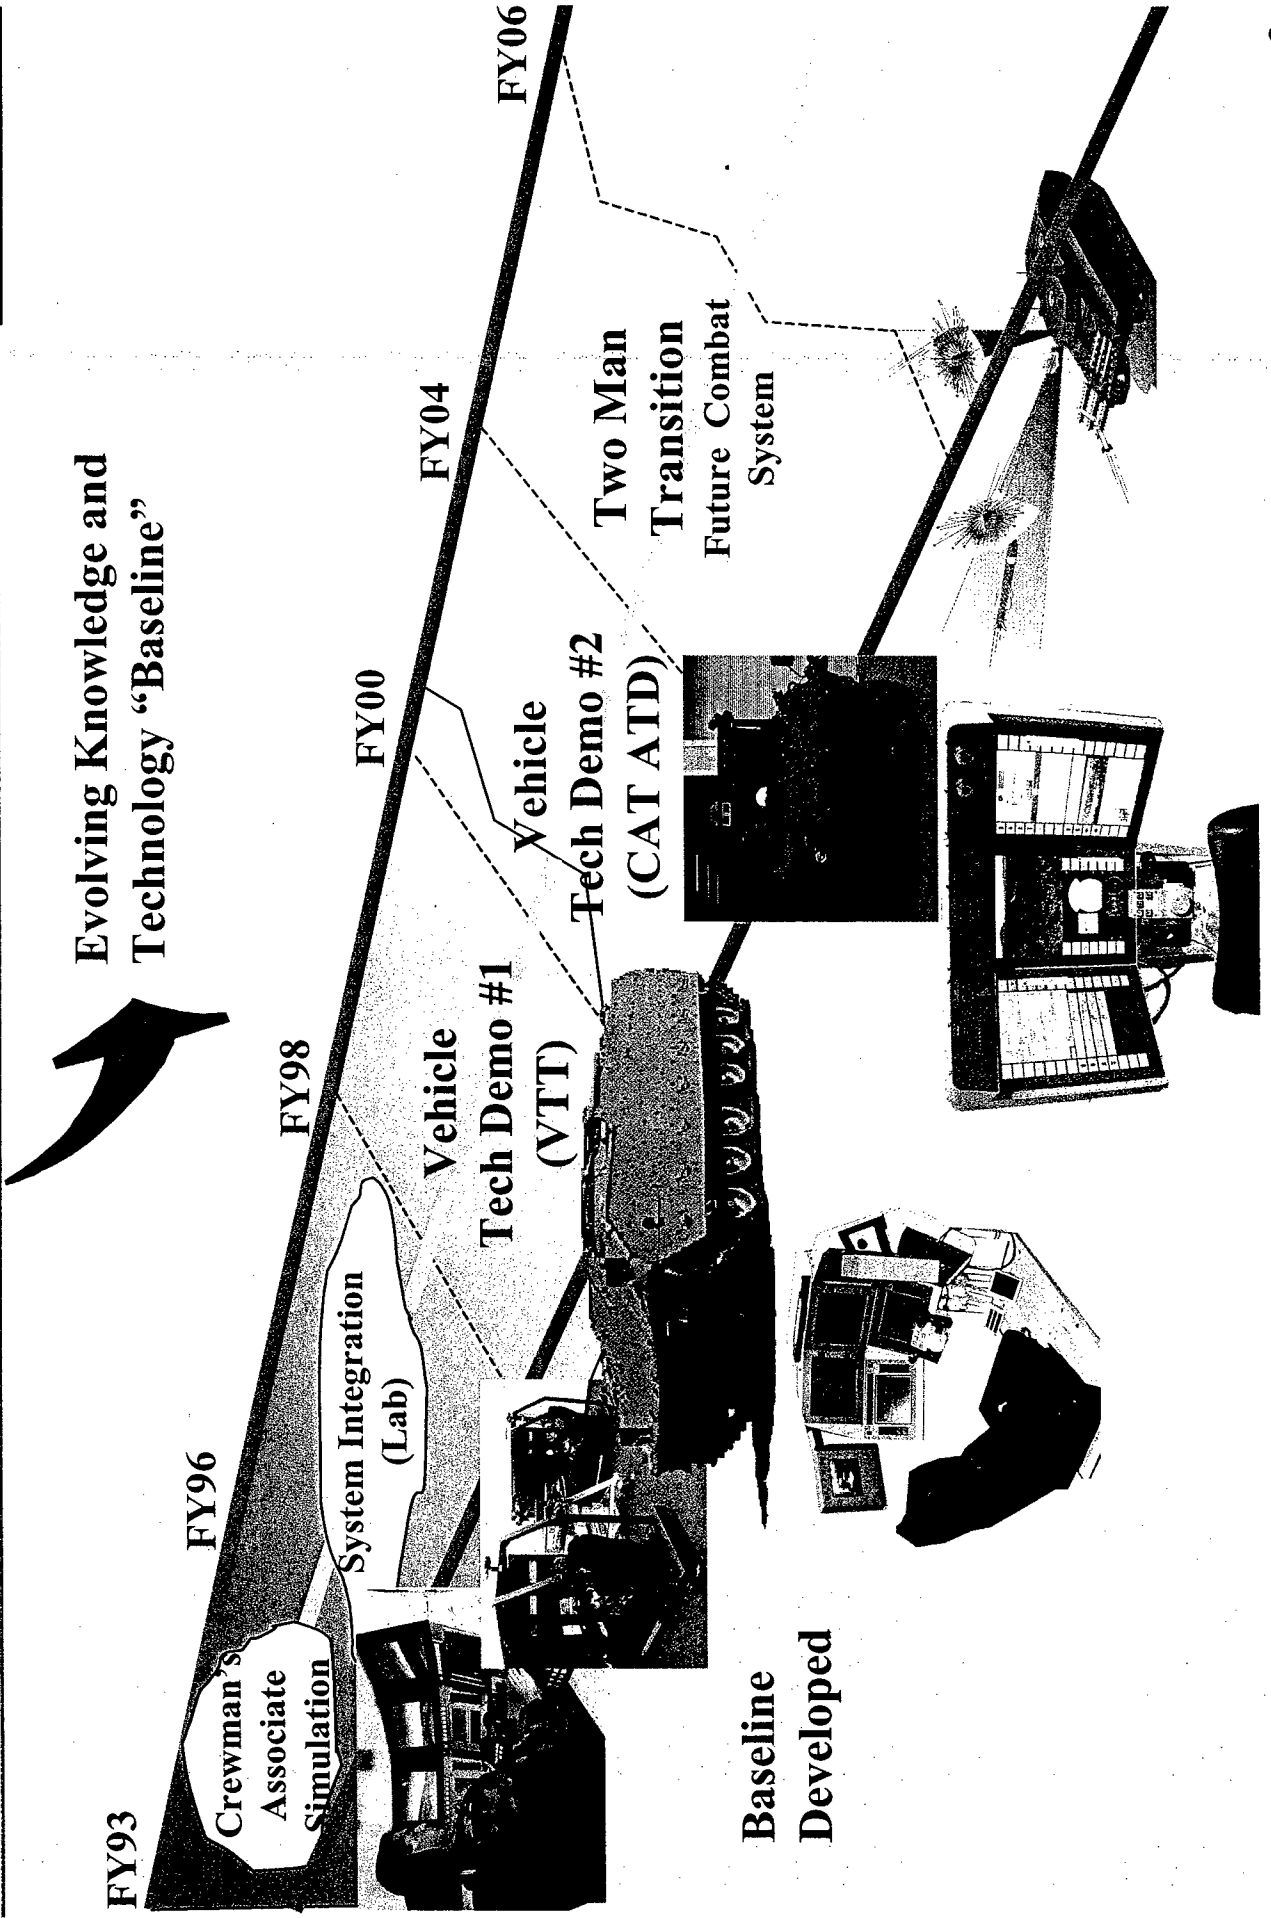 Evolving Knowledge and
Technology “Baseline”
FY93
FY96
FY98
FY00
FY04
FY06
Crewman's
Associate
Simulation
System Integration
(Lab)
Vehicle
Tech Demo #1
(VTT)
Vehicle
Tech Demo #2
(CAT ATD)
Two Man
Transition
Future Combat
System
Baseline
Developed